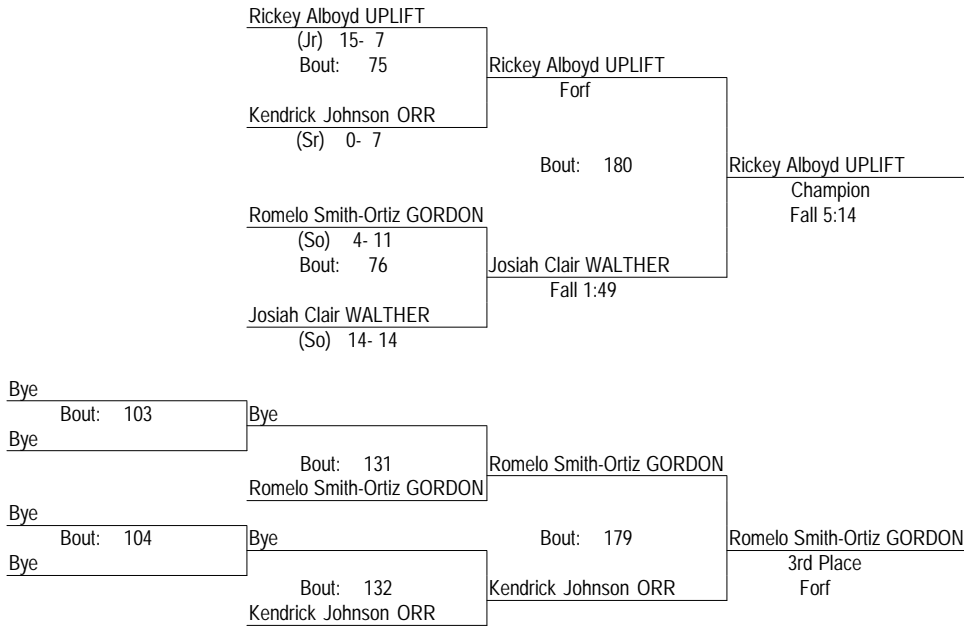 Rickey Alboyd UPLIFT
(Jr) 15- 7
Bout: 75
Rickey Alboyd UPLIFT
Forf
Kendrick Johnson ORR
(Sr) 0- 7
Bout: 180
Rickey Alboyd UPLIFT
Champion
Fall 5:14
Romelo Smith-Ortiz GORDON
(So) 4- 11
Bout: 76
Josiah Clair WALTHER
Fall 1:49
Josiah Clair WALTHER
(So) 14- 14
Bye
Bout: 103
Bye
Bye
Bout: 131
Romelo Smith-Ortiz GORDON
Romelo Smith-Ortiz GORDON
Bye
Bout: 104
Bye
Bye
Bout: 179
Romelo Smith-Ortiz GORDON
3rd Place
Forf
Bout: 132
Kendrick Johnson ORR
Kendrick Johnson ORR